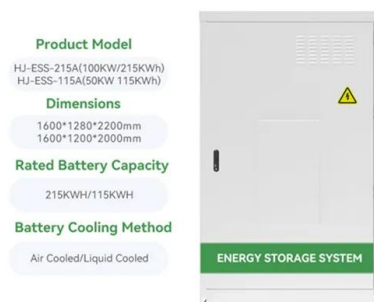 Product Model
HJ-ESS-215A(100KW/215KWh)
HJ-ESS-115A(50KW 115KWh)
Dimensions
1600*1280*2200mm
1600*1200*2000mm
Rated Battery Capacity
215KWH/115KWH
Battery Cooling Method
Air Cooled/Liquid Cooled
ENERGY STORAGE SYSTEM